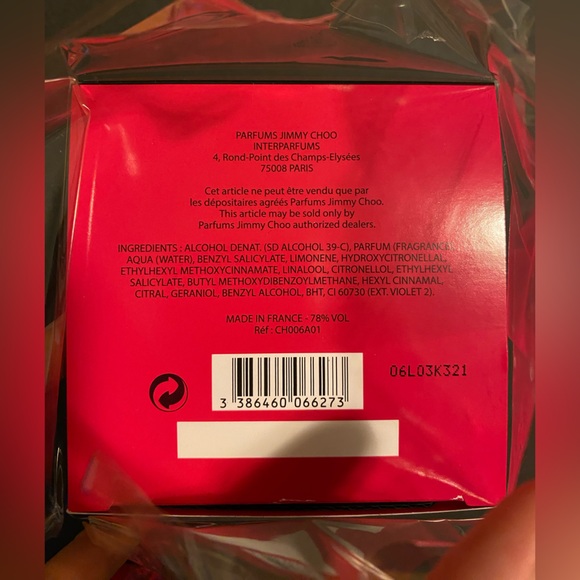 PARFUMS JIMMY CHOO
INTERPARFUMS
4, Rond-Point des Champs-Elysées
75008 PARIS
Cet article ne peut être vendu que par
les dépositaires agréés Parfums Jimmy Choo.
This article may be sold only by
Parfums Jimmy Choo authorized dealers.
INGREDIENTS : ALCOHOL DENAT. (SD ALCOHOL 39-C), PARFUM (FRAGRANCE),
AQUA (WATER), BENZYL SALICYLATE, LIMONENE, HYDROXYCITRONELLAL,
ETHYLHEXYL METHOXYCINNAMATE, LINALOOL, CITRONELLOL, ETHYLHEXYL
SALICYLATE, BUTYL METHOXYDIBENZOYLMETHANE, HEXYL CINNAMAL,
CITRAL, GERANIOL, BENZYL ALCOHOL, BHT, CI 60730 (EXT. VIOLET 2).
MADE IN FRANCE - 78% VOL
Réf : CH006A01
06L03K321
3 386460 066273